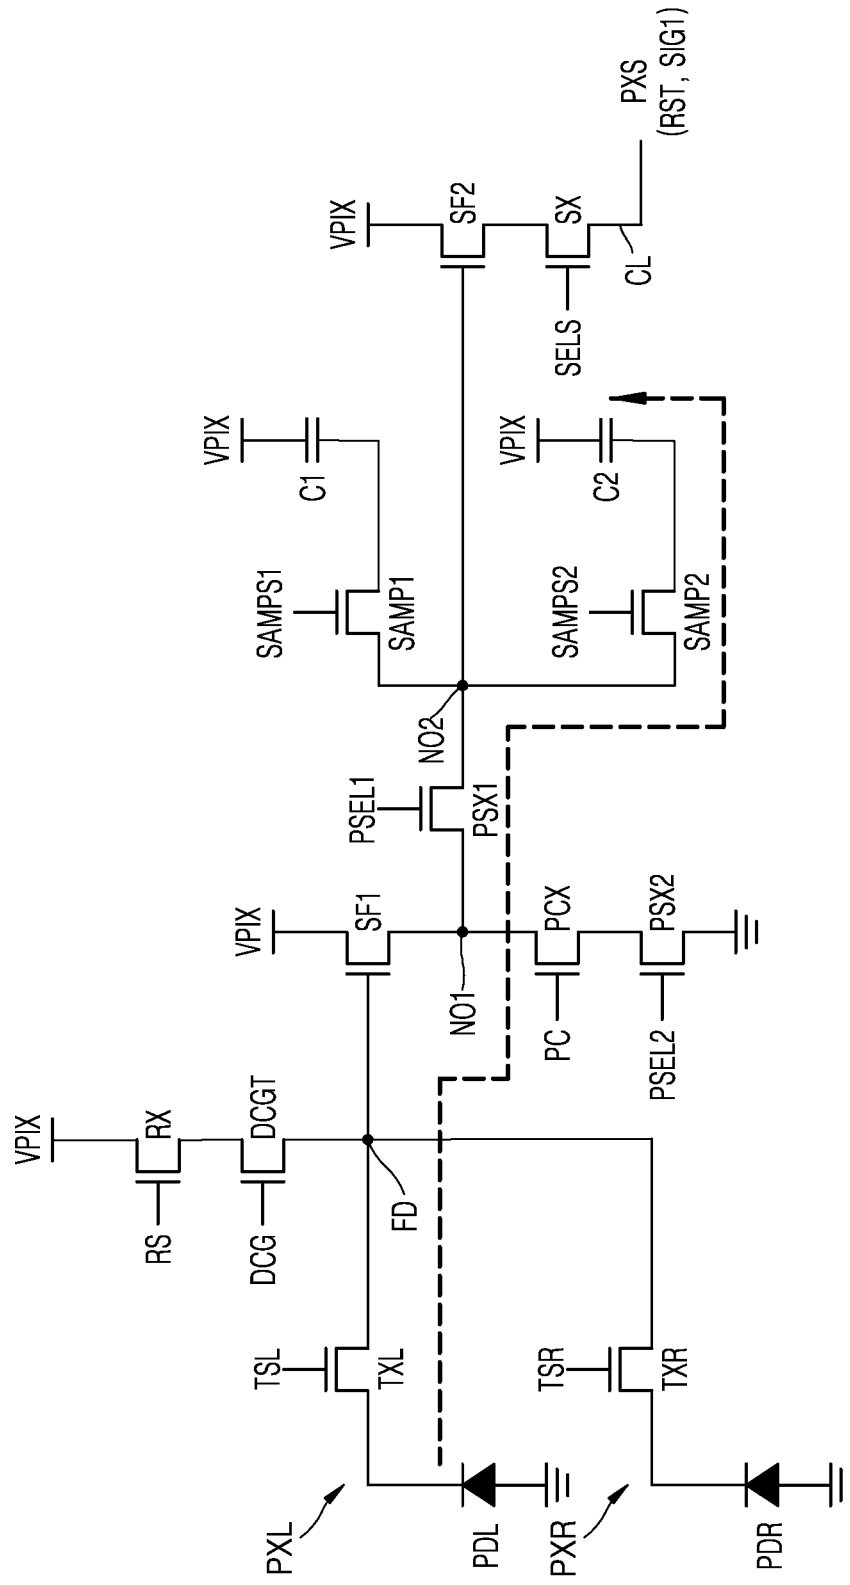 VPIX
RS
RX
DCG
DCGT
VPIX
SF1
TSL
TXL
FD
NO1
PXL
PDL
PC
PCX
PSEL2
PSX2
TSR
TXR
PXR
PDR
PSEL1
PSX1
NO2
VPIX
C1
SAMPS1
SAMP1
VPIX
C2
SAMPS2
SAMP2
VPIX
SF2
SELS
SX
CL
PXS
(RST, SIG1)